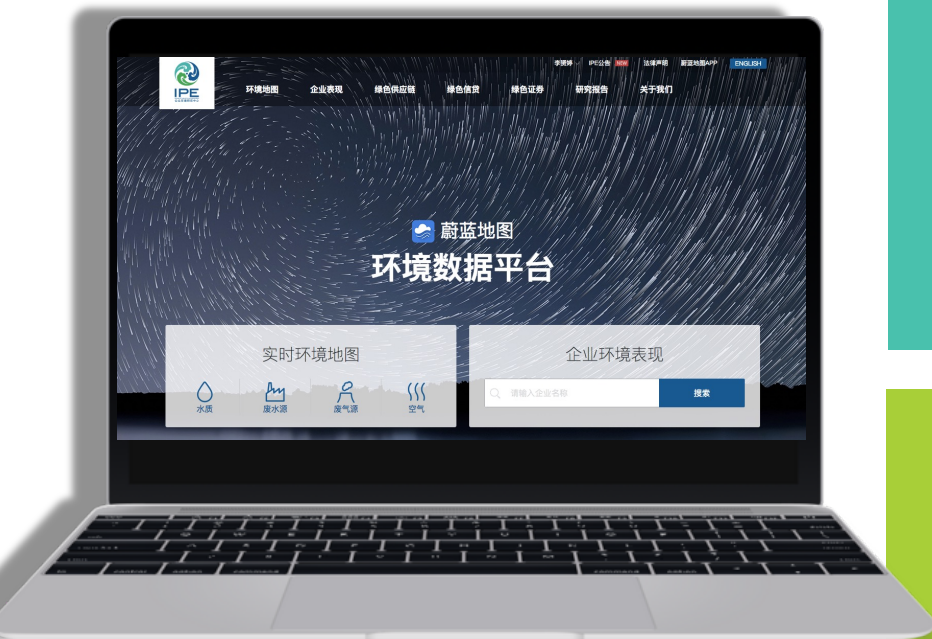 李贤婷 IPE公告 NEW 法律声明 蔚蓝地图APP ENGLISH
IPE
环境地图 企业表现 绿色供应链 绿色信贷 绿色证券 研究报告 关于我们
蔚蓝地图
环境数据平台
实时环境地图
水质 废水源 废气源 空气
企业环境表现
请输入企业名称 搜索
command
command